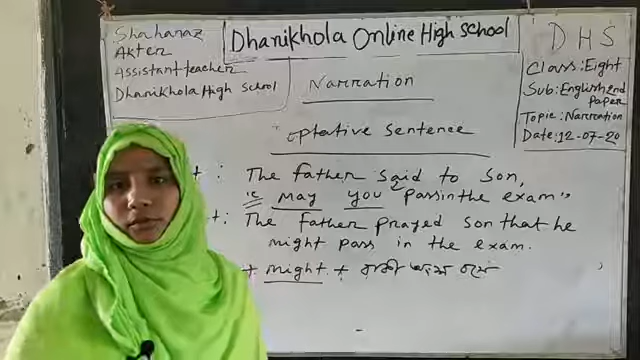 Shahanaz
Akter
Assistant teacher
Dhanikhola High School
Dhanikhola Online High School
DHS
Class: Eight
Sub: English 2nd
paper
Topic: Narration
Date: 12-07-20
Narration
Optative Sentence
t : The father said to son,
"may you pass in the exam"
t: The father prayed son that he
might pass in the exam.
+ might +